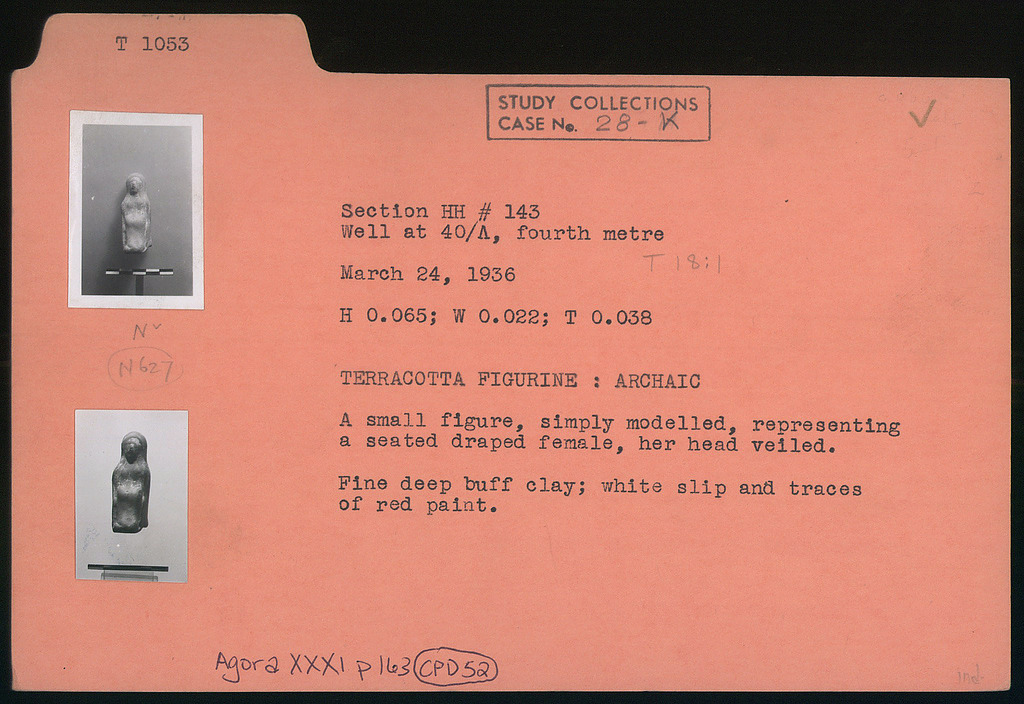 T 1053
STUDY COLLECTIONS
CASE No. 28-K
Section HH # 143
Well at 40/Λ, fourth metre
T 18:1
March 24, 1936
H 0.065; W 0.022; T 0.038
N
N627
TERRACOTTA FIGURINE : ARCHAIC
A small figure, simply modelled, representing
a seated draped female, her head veiled.
Fine deep buff clay; white slip and traces
of red paint.
Agora XXXI p 163 CPD52